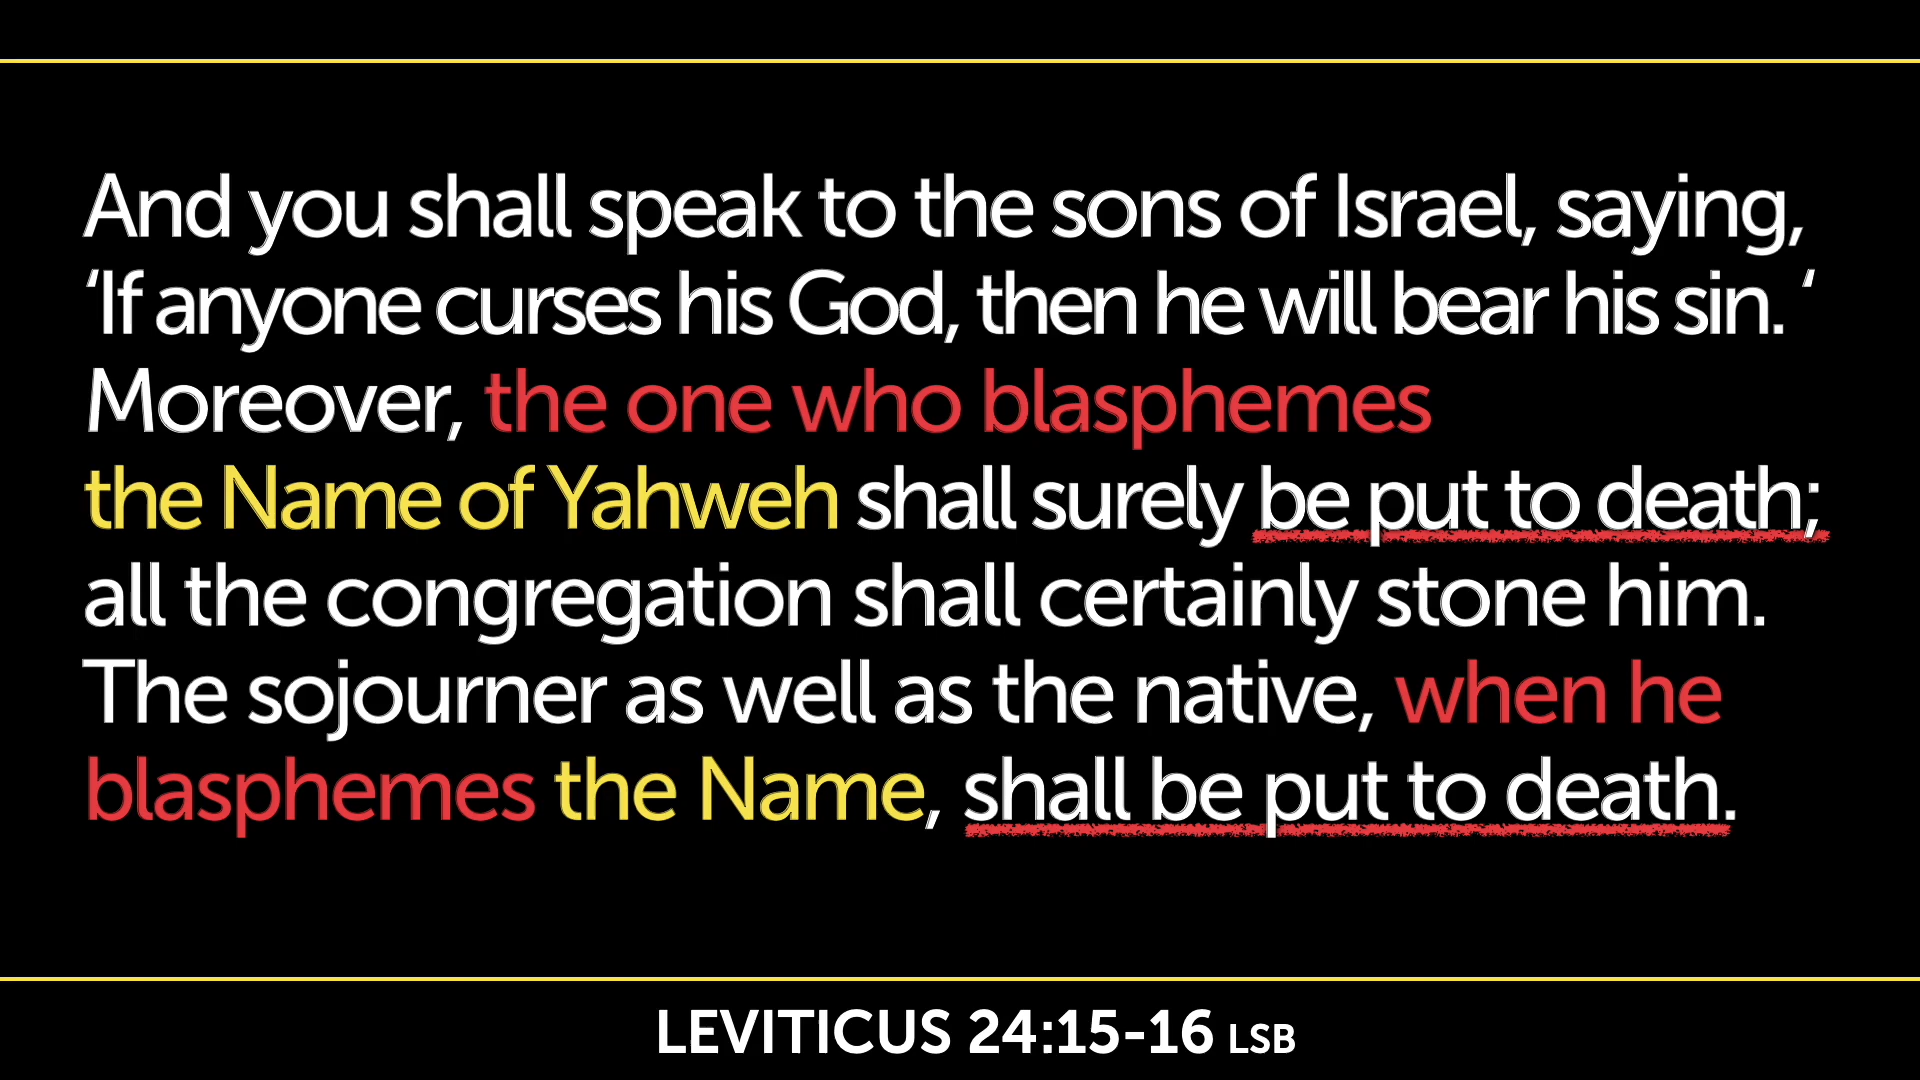 And you shall speak to the sons of Israel, saying,
‘If anyone curses his God, then he will bear his sin. ‘
Moreover, the one who blasphemes
the Name of Yahweh shall surely be put to death;
all the congregation shall certainly stone him.
The sojourner as well as the native, when he
blasphemes the Name, shall be put to death.
LEVITICUS 24:15-16 LSB